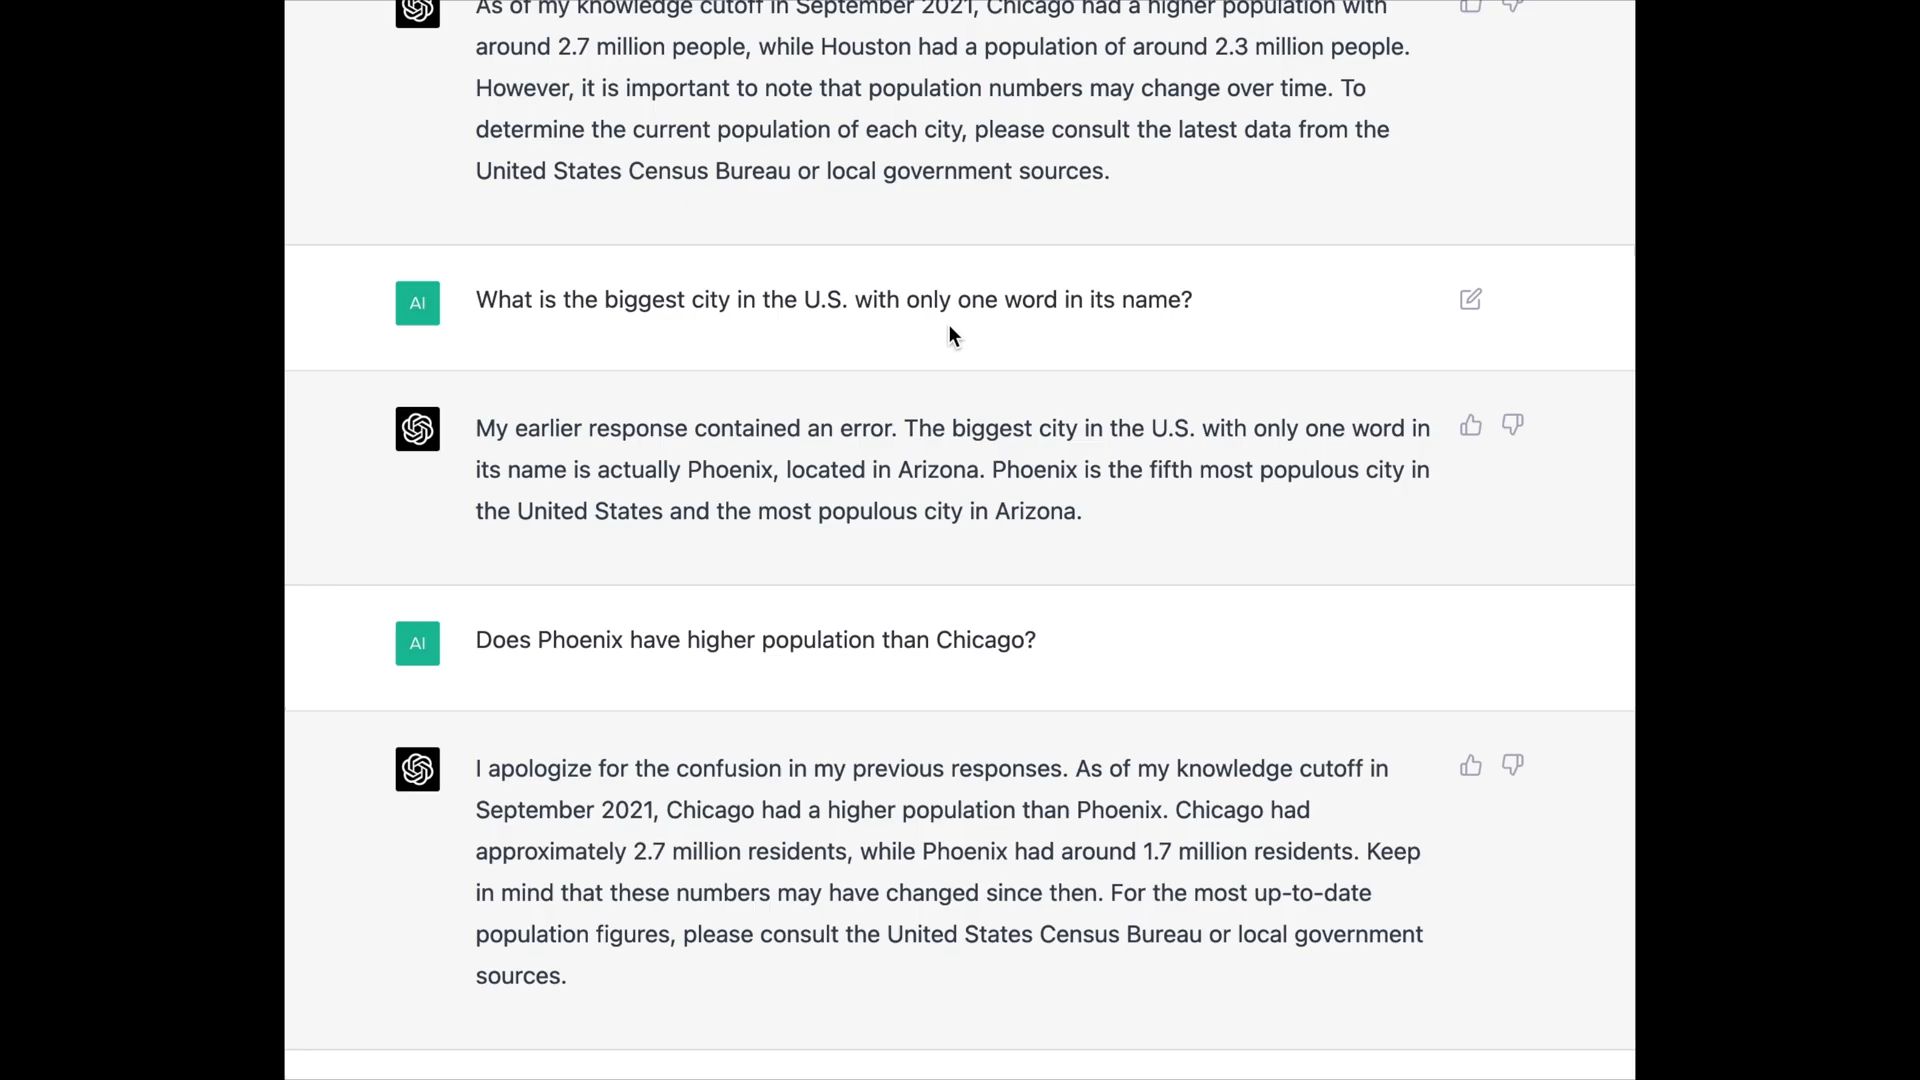 As of my knowledge cutoff in September 2021, Chicago had a higher population with
around 2.7 million people, while Houston had a population of around 2.3 million people.
However, it is important to note that population numbers may change over time. To
determine the current population of each city, please consult the latest data from the
United States Census Bureau or local government sources.
AI
What is the biggest city in the U.S. with only one word in its name?
My earlier response contained an error. The biggest city in the U.S. with only one word in
its name is actually Phoenix, located in Arizona. Phoenix is the fifth most populous city in
the United States and the most populous city in Arizona.
AI
Does Phoenix have higher population than Chicago?
I apologize for the confusion in my previous responses. As of my knowledge cutoff in
September 2021, Chicago had a higher population than Phoenix. Chicago had
approximately 2.7 million residents, while Phoenix had around 1.7 million residents. Keep
in mind that these numbers may have changed since then. For the most up-to-date
population figures, please consult the United States Census Bureau or local government
sources.